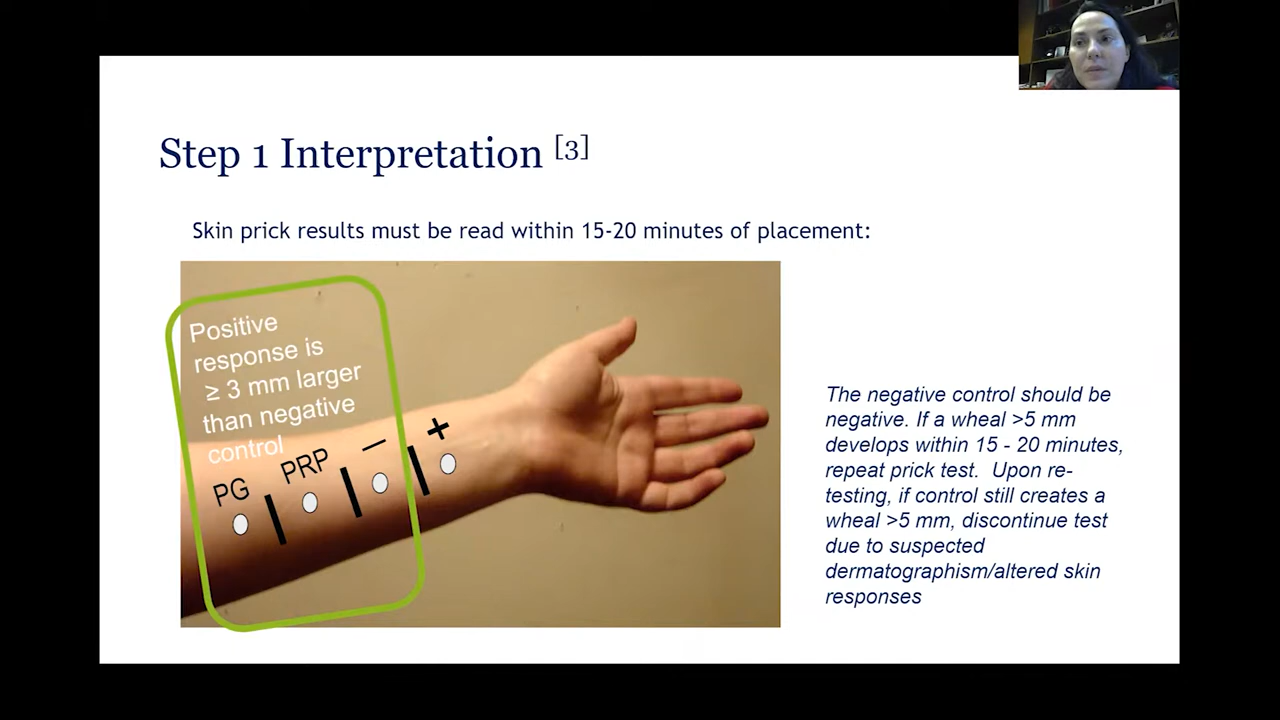 Step 1 Interpretation [3]
Skin prick results must be read within 15-20 minutes of placement:
Positive
response is
≥ 3 mm larger
than negative
control
PG
PRP
–
+
The negative control should be
negative. If a wheal >5 mm
develops within 15 - 20 minutes,
repeat prick test. Upon re-
testing, if control still creates a
wheal >5 mm, discontinue test
due to suspected
dermatographism/altered skin
responses